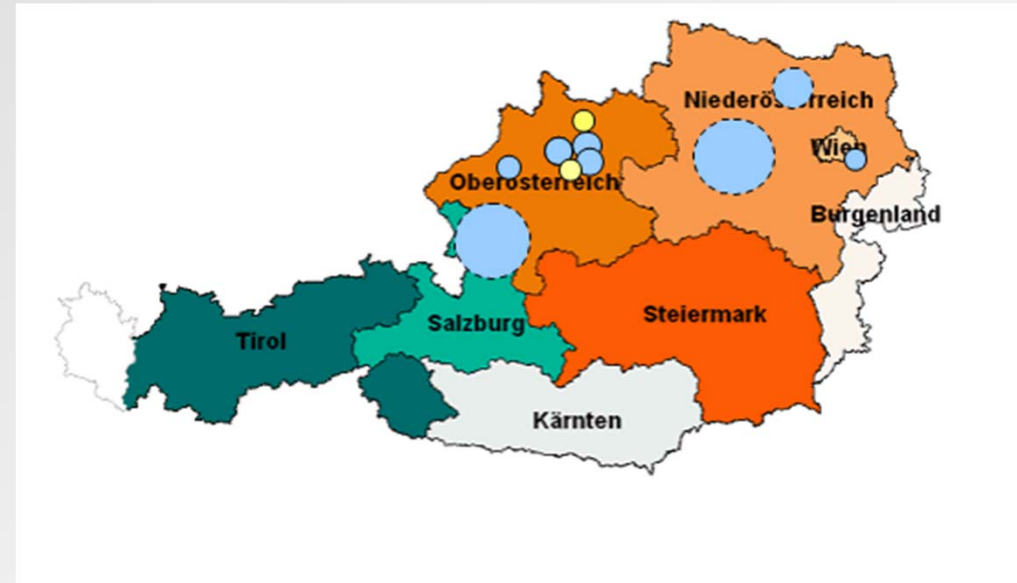 Niederösterreich
Wien
Oberösterreich
Burgenland
Steiermark
Salzburg
Tirol
Kärnten